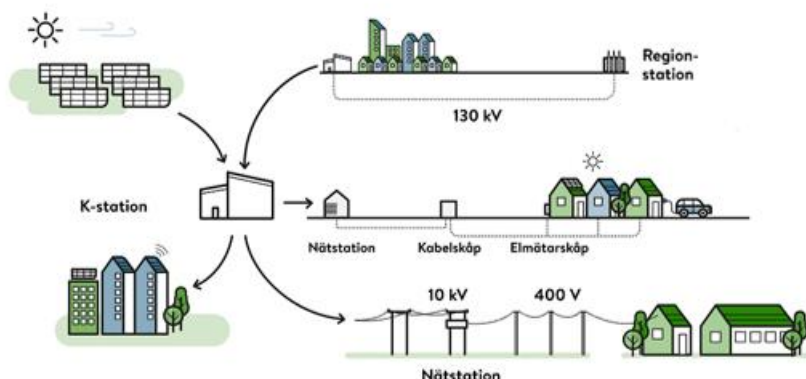 Region-
station
130 kV
K-station
Nätstation
Kabelskåp
Elmätarskåp
10 kV
400 V
Nätstation